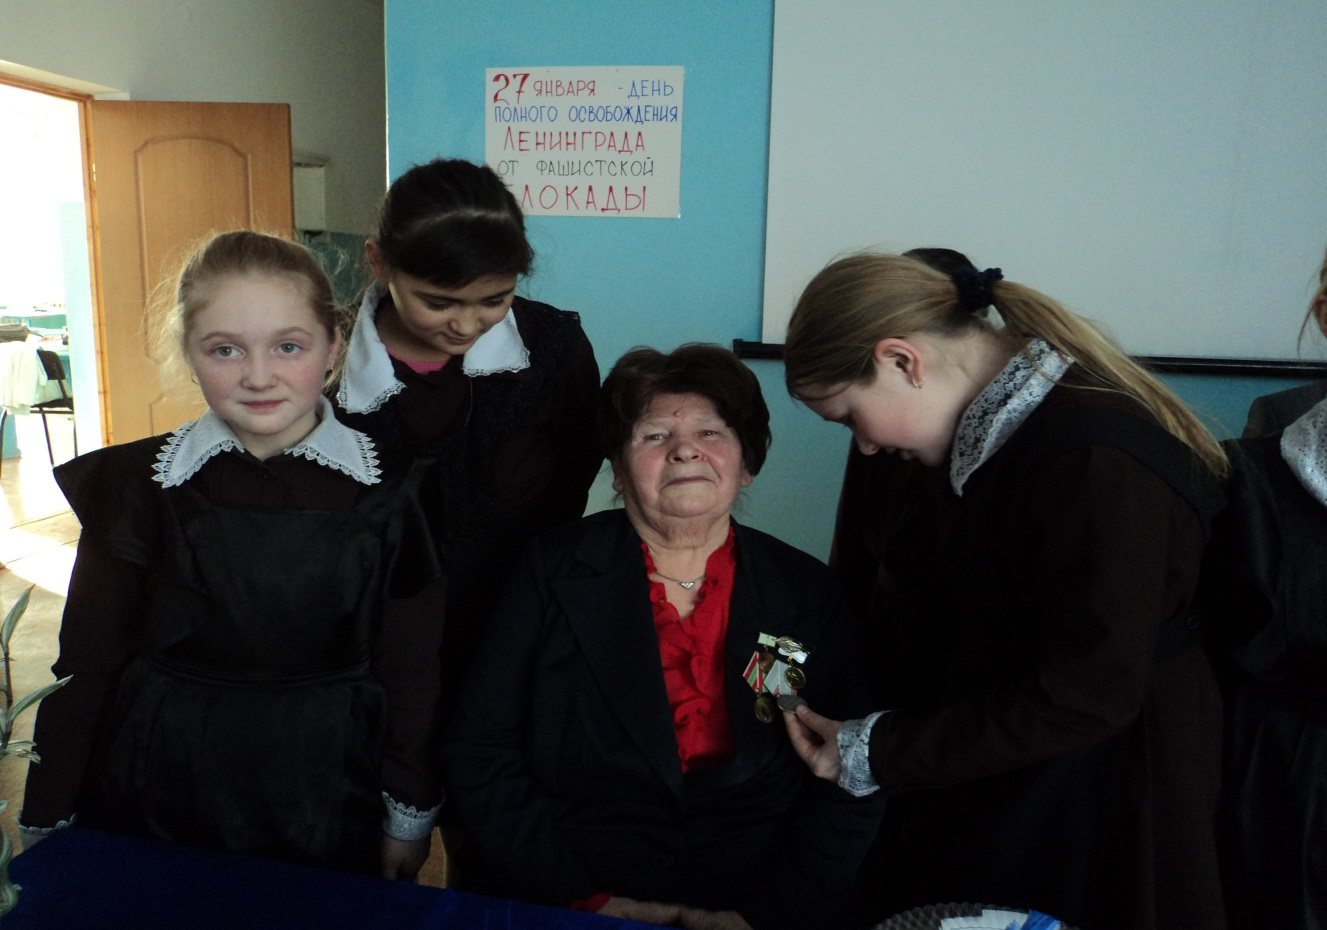 27 ЯНВАРЯ - ДЕНЬ
ПОЛНОГО ОСВОБОЖДЕНИЯ
ЛЕНИНГРАДА
ОТ ФАШИСТСКОЙ
БЛОКАДЫ